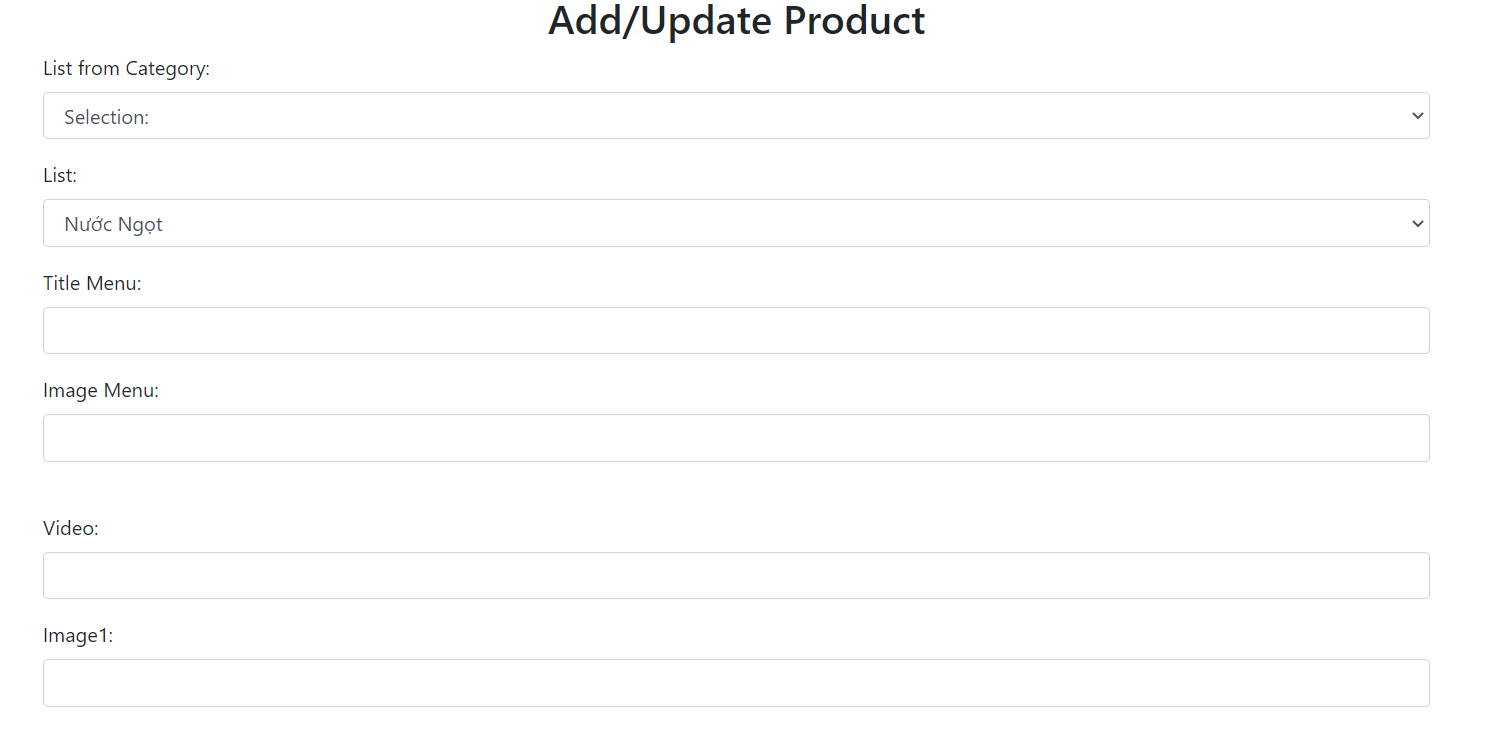 Add/Update Product
List from Category:
Selection:
List:
Nước Ngọt
Title Menu:
Image Menu:
Video:
Image1: